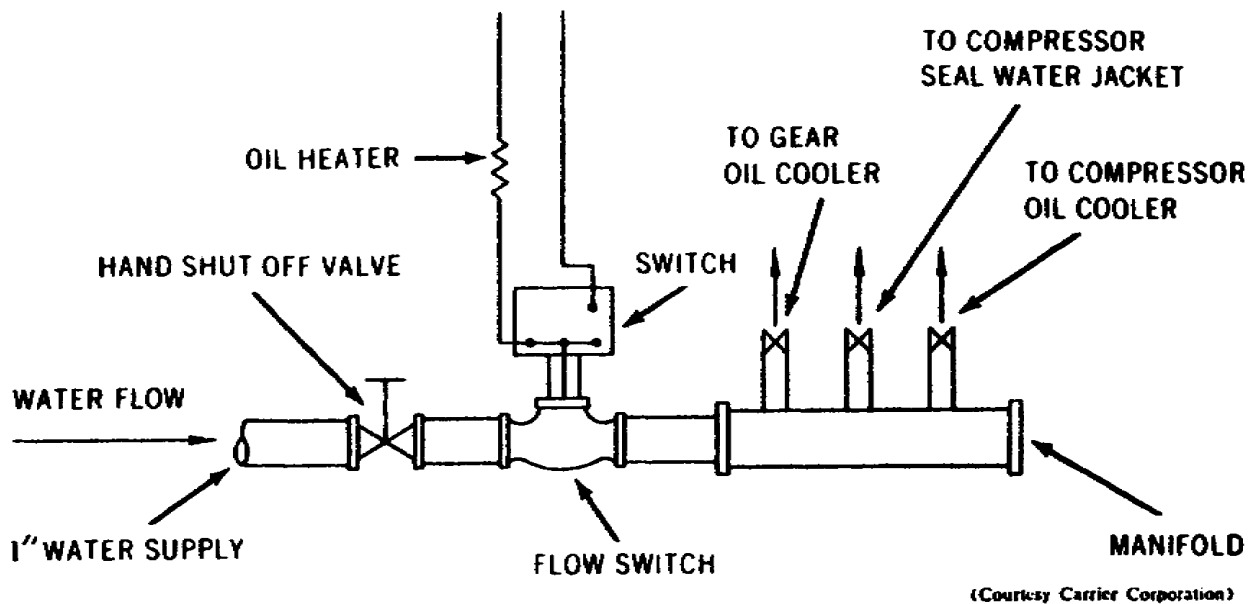 TO COMPRESSOR
SEAL WATER JACKET
TO GEAR
OIL COOLER
OIL HEATER
TO COMPRESSOR
OIL COOLER
HAND SHUT OFF VALVE
SWITCH
WATER FLOW
1" WATER SUPPLY
FLOW SWITCH
MANIFOLD
(Courtesy Carrier Corporation)